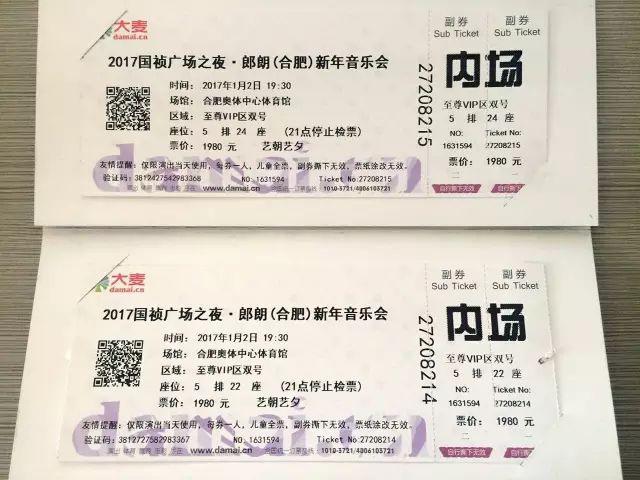 大麦
damai.cn
2017国祯广场之夜·郎朗(合肥)新年音乐会
时间: 2017年1月2日 19:30
场馆: 合肥奥体中心体育馆
区域: 至尊VIP区双号
座位: 5 排 24 座 (21点停止检票)
票价: 1980 元 艺朝艺夕
友情提醒: 仅限演出当天使用, 每券一人, 儿童全票, 副券撕下无效, 票纸涂改无效。
验证码: 3812427542983368 NO:1631594 Ticket No:27208215
www.damai.cn
1010-3721/4006103721
damai.cn
27208215
副券 副券
Sub Ticket Sub Ticket
内场
至尊VIP区双号
5 排 24 座
NO: Ticket No:
1631594 27208215
票价: 1980 元
自行撕下无效 自行撕下无效
大麦
damai.cn
2017国祯广场之夜·郎朗(合肥)新年音乐会
时间: 2017年1月2日 19:30
场馆: 合肥奥体中心体育馆
区域: 至尊VIP区双号
座位: 5 排 22 座 (21点停止检票)
票价: 1980 元 艺朝艺夕
友情提醒: 仅限演出当天使用, 每券一人, 儿童全票, 副券撕下无效, 票纸涂改无效。
验证码: 3812727582983367 NO:1631594 Ticket No:27208214
www.damai.cn
1010-3721/4006103721
damai.cn
27208214
副券 副券
Sub Ticket Sub Ticket
内场
至尊VIP区双号
5 排 22 座
NO: Ticket No:
1631594 27208214
票价: 1980 元
自行撕下无效 自行撕下无效